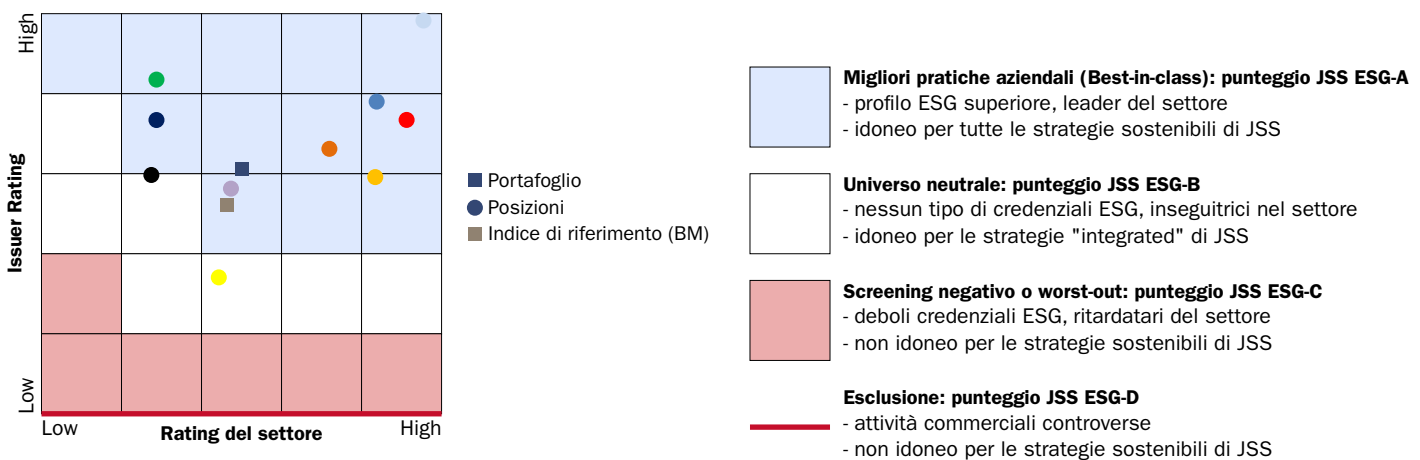 High
Issuer Rating
Low
Low
Rating del settore
High
Portafoglio
Posizioni
Indice di riferimento (BM)
Migliori pratiche aziendali (Best-in-class): punteggio JSS ESG-A
- profilo ESG superiore, leader del settore
- idoneo per tutte le strategie sostenibili di JSS
Universo neutrale: punteggio JSS ESG-B
- nessun tipo di credenziali ESG, inseguitrici nel settore
- idoneo per le strategie "integrated" di JSS
Screening negativo o worst-out: punteggio JSS ESG-C
- deboli credenziali ESG, ritardatari del settore
- non idoneo per le strategie sostenibili di JSS
Esclusione: punteggio JSS ESG-D
- attività commerciali controverse
- non idoneo per le strategie sostenibili di JSS